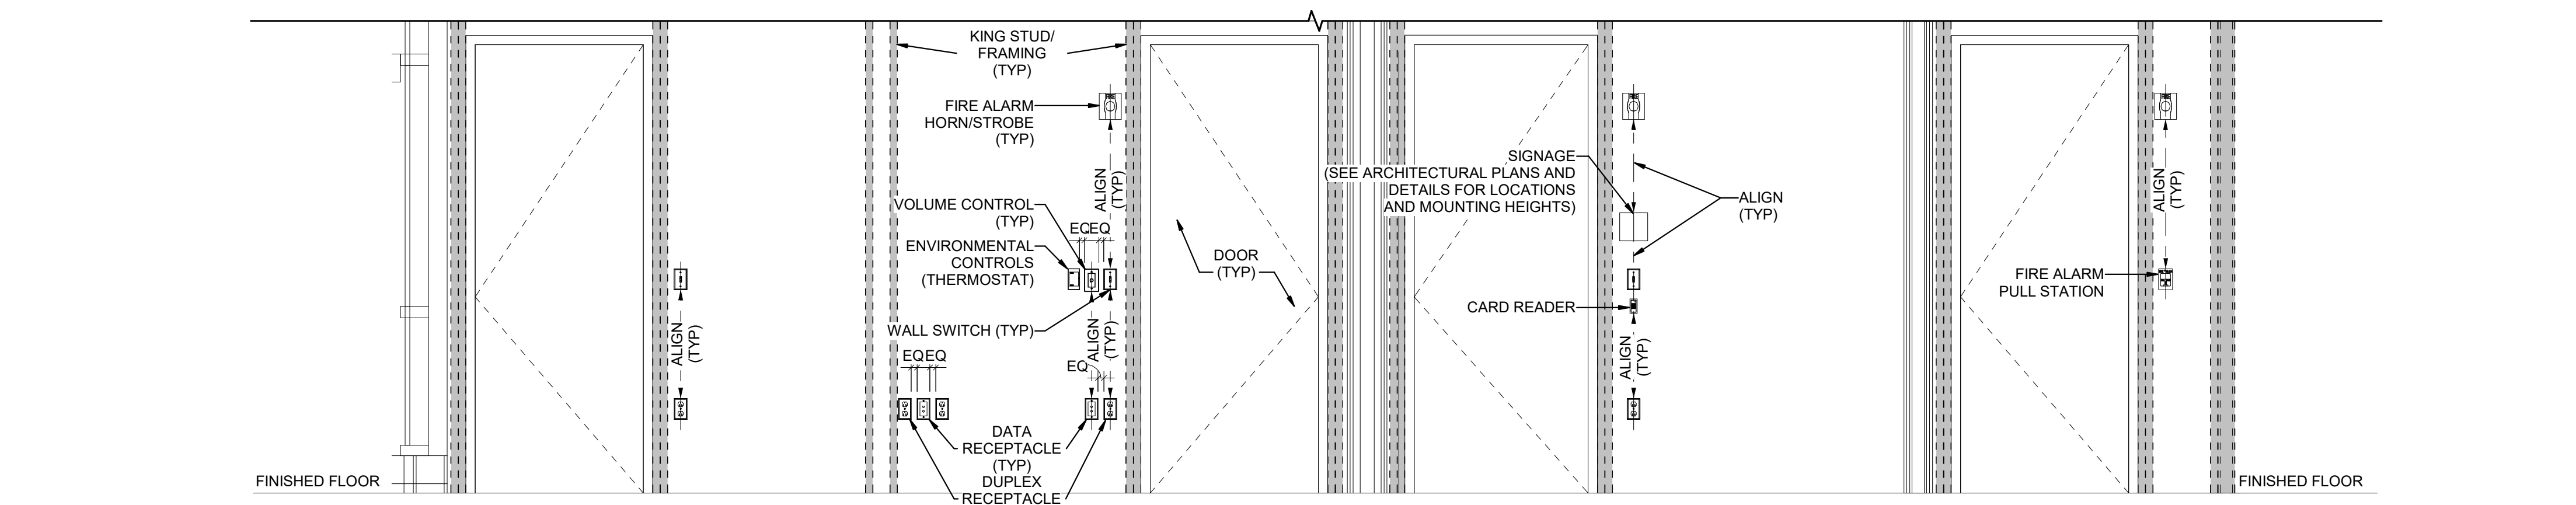 KING STUD/
FRAMING
(TYP)
FIRE ALARM
HORN/STROBE
(TYP)
ALIGN
(TYP)
VOLUME CONTROL
(TYP)
EQ EQ
ENVIRONMENTAL
CONTROLS
(THERMOSTAT)
WALL SWITCH (TYP)
ALIGN
(TYP)
ALIGN
(TYP)
EQ EQ
EQ
DATA
RECEPTACLE
(TYP)
DUPLEX
RECEPTACLE
DOOR
(TYP)
SIGNAGE
(SEE ARCHITECTURAL PLANS AND
DETAILS FOR LOCATIONS
AND MOUNTING HEIGHTS)
ALIGN
(TYP)
CARD READER
ALIGN
(TYP)
ALIGN
(TYP)
FIRE ALARM
PULL STATION
FINISHED FLOOR
FINISHED FLOOR